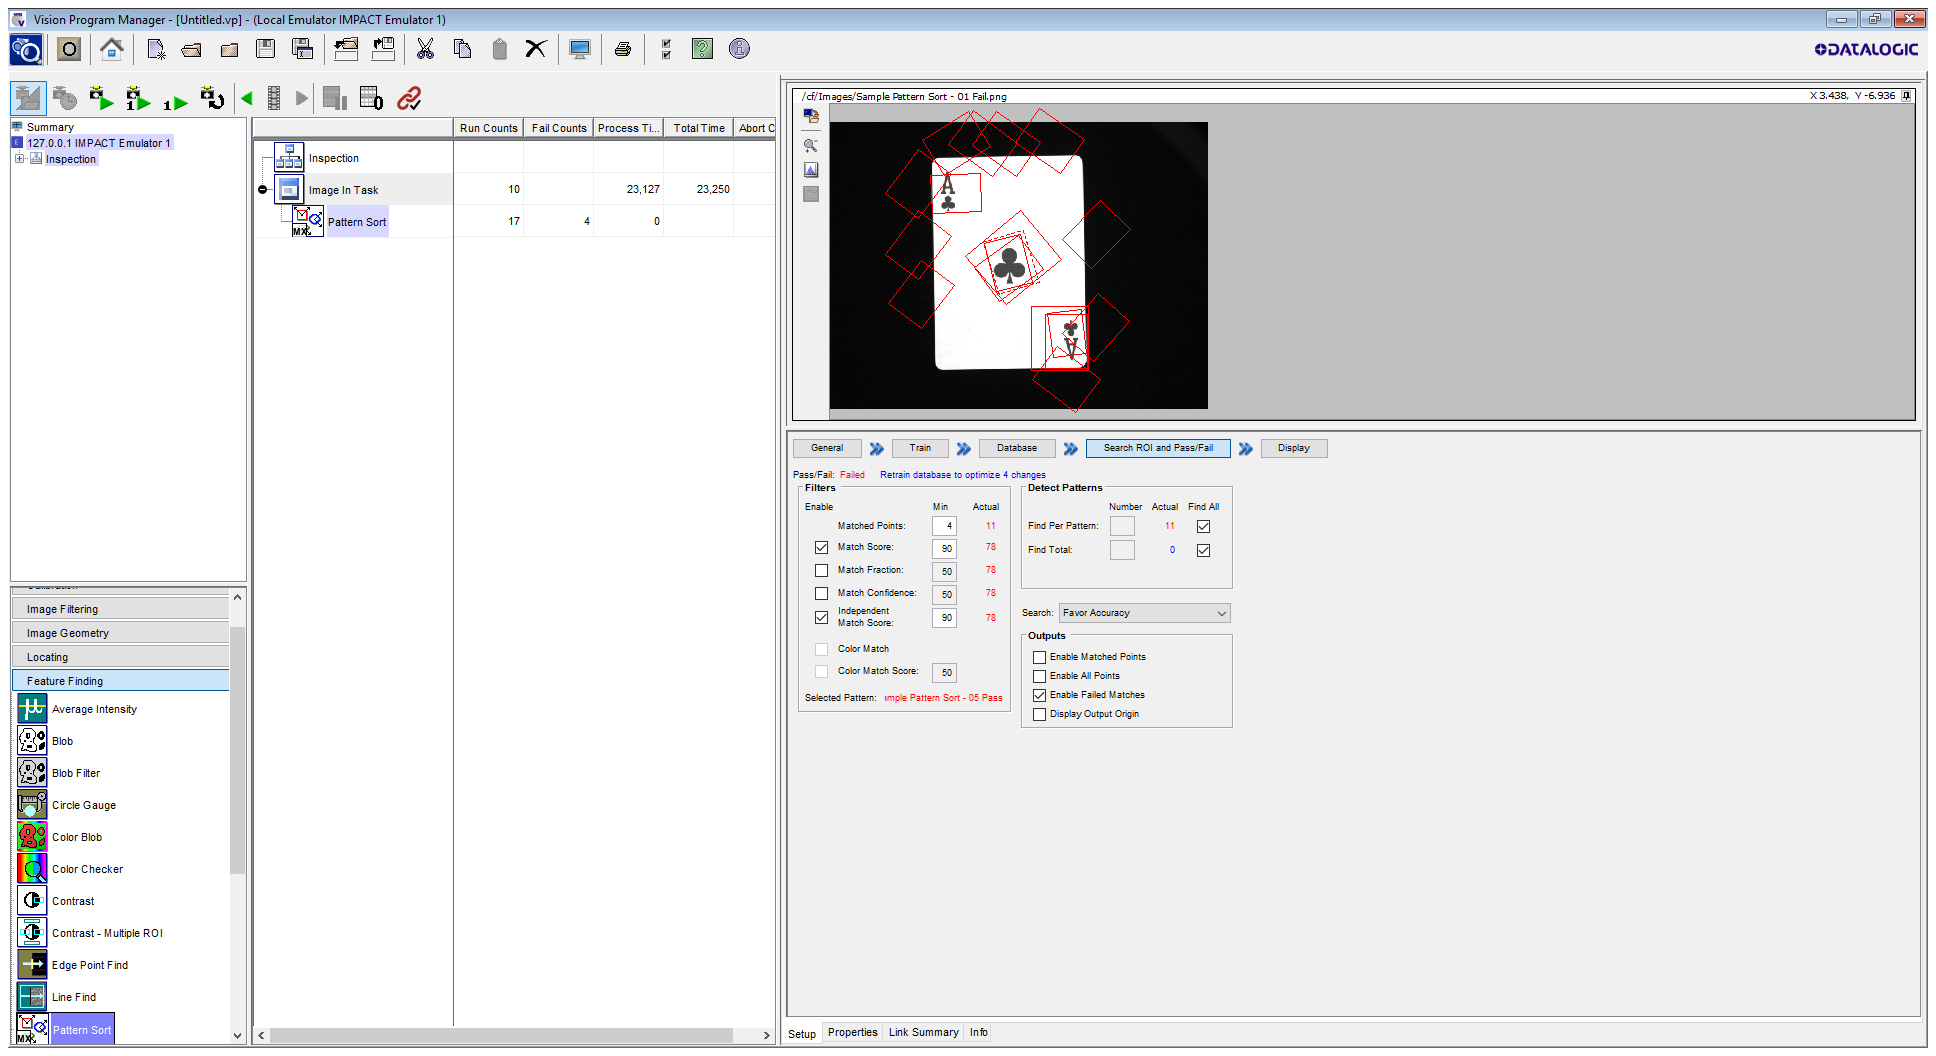 Vision Program Manager - [Untitled.vp] - (Local Emulator IMPACT Emulator 1)
DATALOGIC
Summary
127.0.0.1 IMPACT Emulator 1
Inspection
Run Counts Fail Counts Process Ti... Total Time Abort C
Inspection
Image In Task 10 23,127 23,250
Pattern Sort 17 4 0
/cf/Images/Sample Pattern Sort - 01 Fail.png
X 3.438, Y -6.936
A
A
General Train Database Search ROI and Pass/Fail Display
Pass/Fail: Failed Retrain database to optimize 4 changes
Filters
Enable Min Actual
Matched Points: 4 11
Match Score: 90 78
Match Fraction: 50 78
Match Confidence: 50 78
Independent
Match Score: 90 78
Color Match
Color Match Score: 50
Selected Pattern: mple Pattern Sort - 05 Pass
Detect Patterns
Number Actual Find All
Find Per Pattern: 11
Find Total: 0
Search: Favor Accuracy
Outputs
Enable Matched Points
Enable All Points
Enable Failed Matches
Display Output Origin
Image Filtering
Image Geometry
Locating
Feature Finding
Average Intensity
Blob
Blob Filter
Circle Gauge
Color Blob
Color Checker
Contrast
Contrast - Multiple ROI
Edge Point Find
Line Find
MX Pattern Sort
Setup Properties Link Summary Info